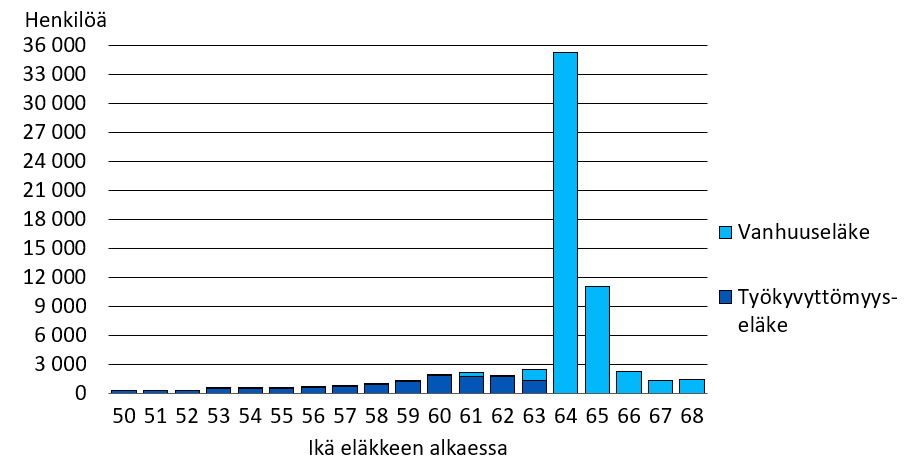 Henkilöä
36 000
33 000
30 000
27 000
24 000
21 000
18 000
15 000
12 000
9 000
6 000
3 000
0
50 51 52 53 54 55 56 57 58 59 60 61 62 63 64 65 66 67 68
Ikä eläkkeen alkaessa
Vanhuuseläke
Työkyvyttömyys-
eläke